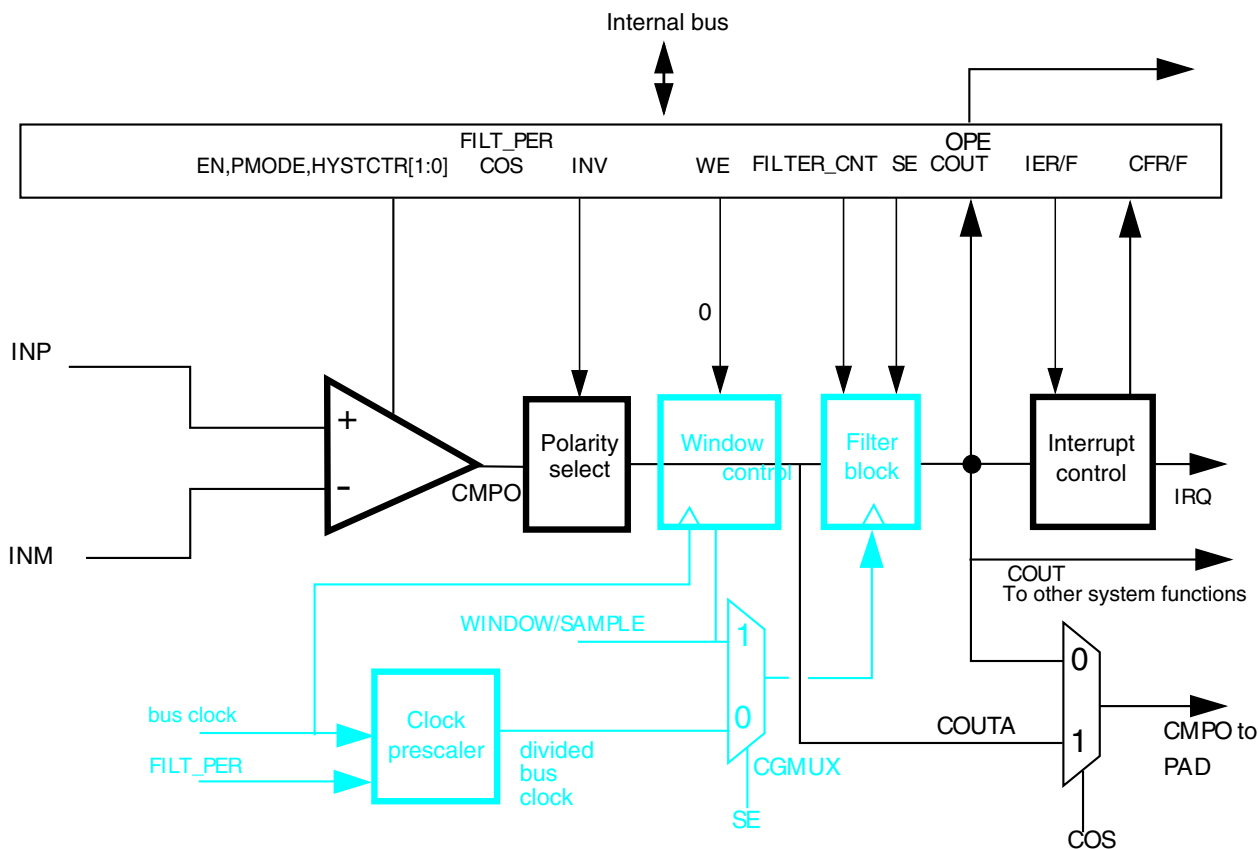 Internal bus
FILT_PER
OPE
EN,PMODE,HYSTCTR[1:0]
COS
INV
WE
FILTER_CNT
SE
COUT
IER/F
CFR/F
0
INP
+
-
INM
CMPO
Polarity
select
Window
control
Filter
block
Interrupt
control
IRQ
COUT
To other system functions
WINDOW/SAMPLE
1
0
bus clock
FILT_PER
Clock
prescaler
divided
bus
clock
CGMUX
SE
COUTA
0
1
CMPO to
PAD
COS